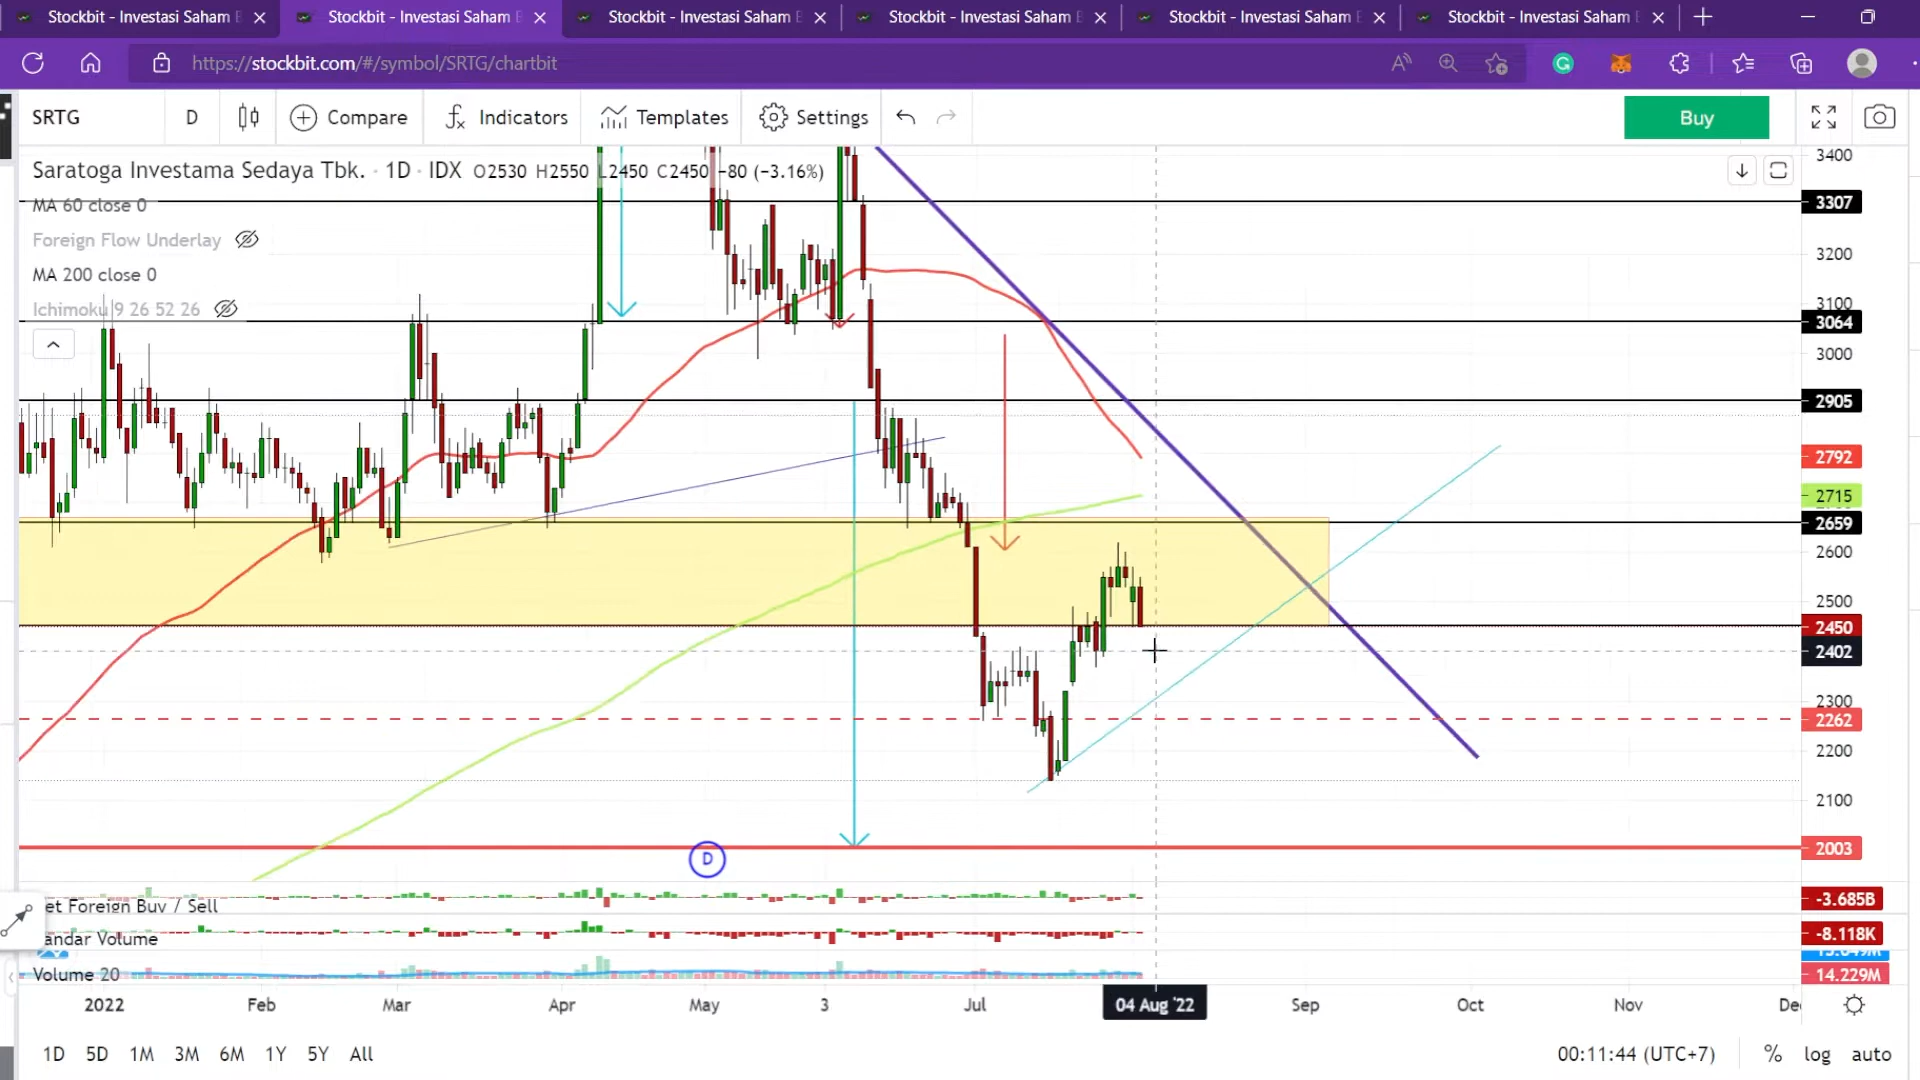 Stockbit - Investasi Saham B
Stockbit - Investasi Saham B
Stockbit - Investasi Saham B
Stockbit - Investasi Saham B
Stockbit - Investasi Saham B
Stockbit - Investasi Saham B
https://stockbit.com/#/symbol/SRTG/chartbit
SRTG D Compare Indicators Templates Settings Buy
Saratoga Investama Sedaya Tbk. · 1D · IDX O2530 H2550 L2450 C2450 −80 (−3.16%)
MA 60 close 0
Foreign Flow Underlay
MA 200 close 0
Ichimoku 9 26 52 26
3400
3307
3200
3100
3064
3000
2905
2792
2715
2659
2600
2500
2450
2402
2300
2262
2200
2100
2003
D
et Foreign Buy / Sell
-3.685B
andar Volume
-8.118K
Volume 20
14.229M
2022 Feb Mar Apr May 3 Jul 04 Aug '22 Sep Oct Nov De
1D 5D 1M 3M 6M 1Y 5Y All
00:11:44 (UTC+7) % log auto